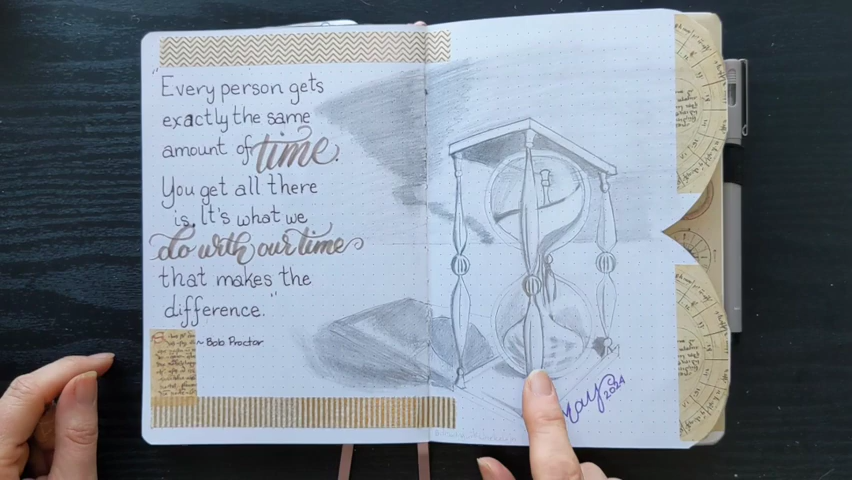 "Every person gets
exactly the same
amount of time.
You get all there
is. It's what we
do with our time
that makes the
difference."
~ Bob Proctor
May
2024